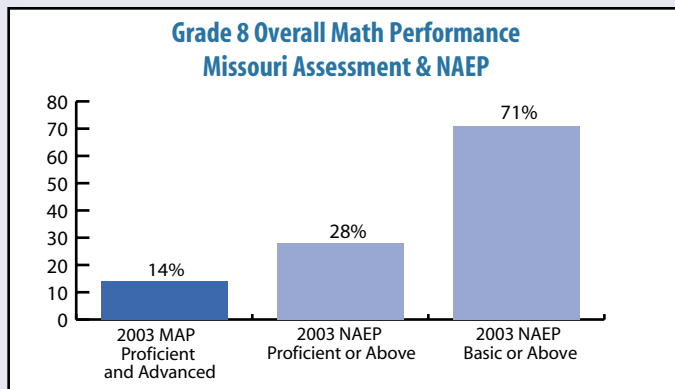 Grade 8 Overall Math Performance
Missouri Assessment & NAEP
80
70
60
50
40
30
20
10
0
14%
28%
71%
2003 MAP
Proficient
and Advanced
2003 NAEP
Proficient or Above
2003 NAEP
Basic or Above